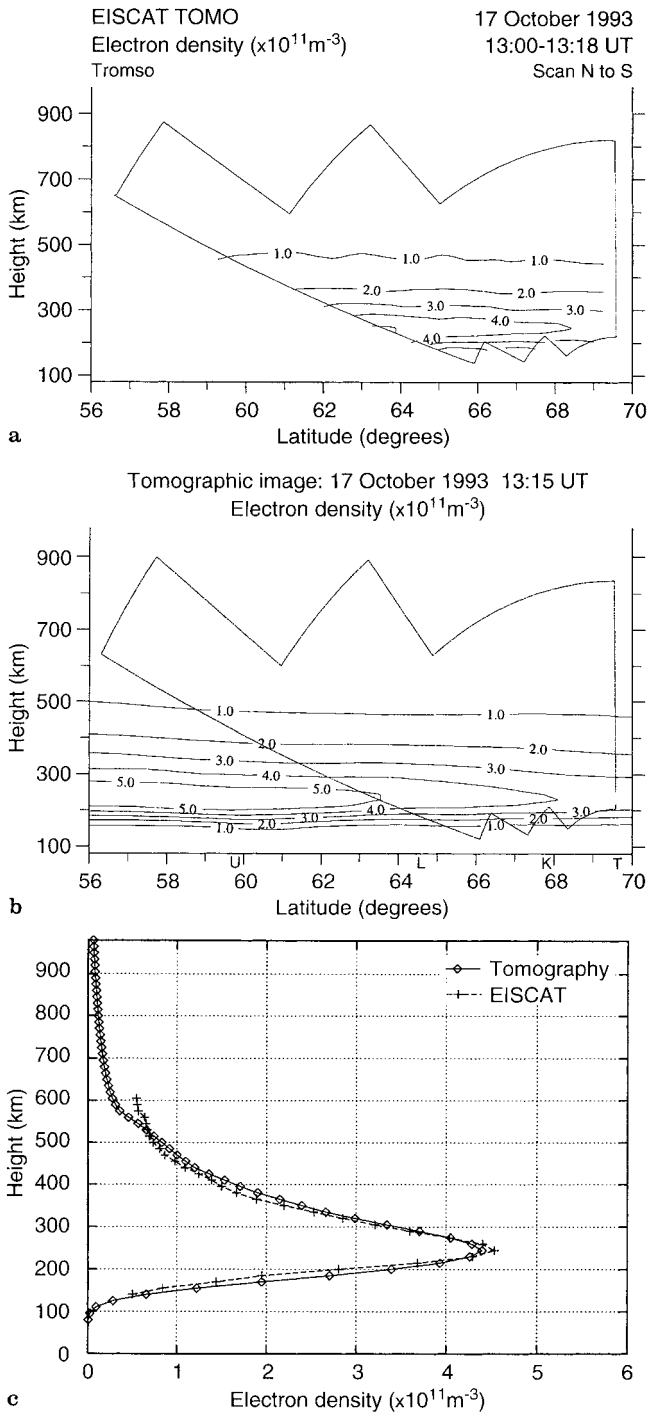 EISCAT TOMO 17 October 1993
Electron density (x10¹¹m⁻³) 13:00-13:18 UT
Tromso Scan N to S
900
700
500
300
100
Height (km)
1.0 1.0 1.0
2.0 2.0
3.0 3.0
4.0
4.0
56 58 60 62 64 66 68 70
Latitude (degrees)
a
Tomographic image: 17 October 1993 13:15 UT
Electron density (x10¹¹m⁻³)
900
700
500
300
100
Height (km)
1.0 1.0
2.0 2.0
3.0 3.0
4.0
5.0 5.0
5.0 4.0 3.0
3.0 2.0
2.0 1.0
1.0
U L K T
56 58 60 62 64 66 68 70
Latitude (degrees)
b
Tomography
EISCAT
900
800
700
600
500
400
300
200
100
0
Height (km)
0 1 2 3 4 5 6
Electron density (x10¹¹m⁻³)
c